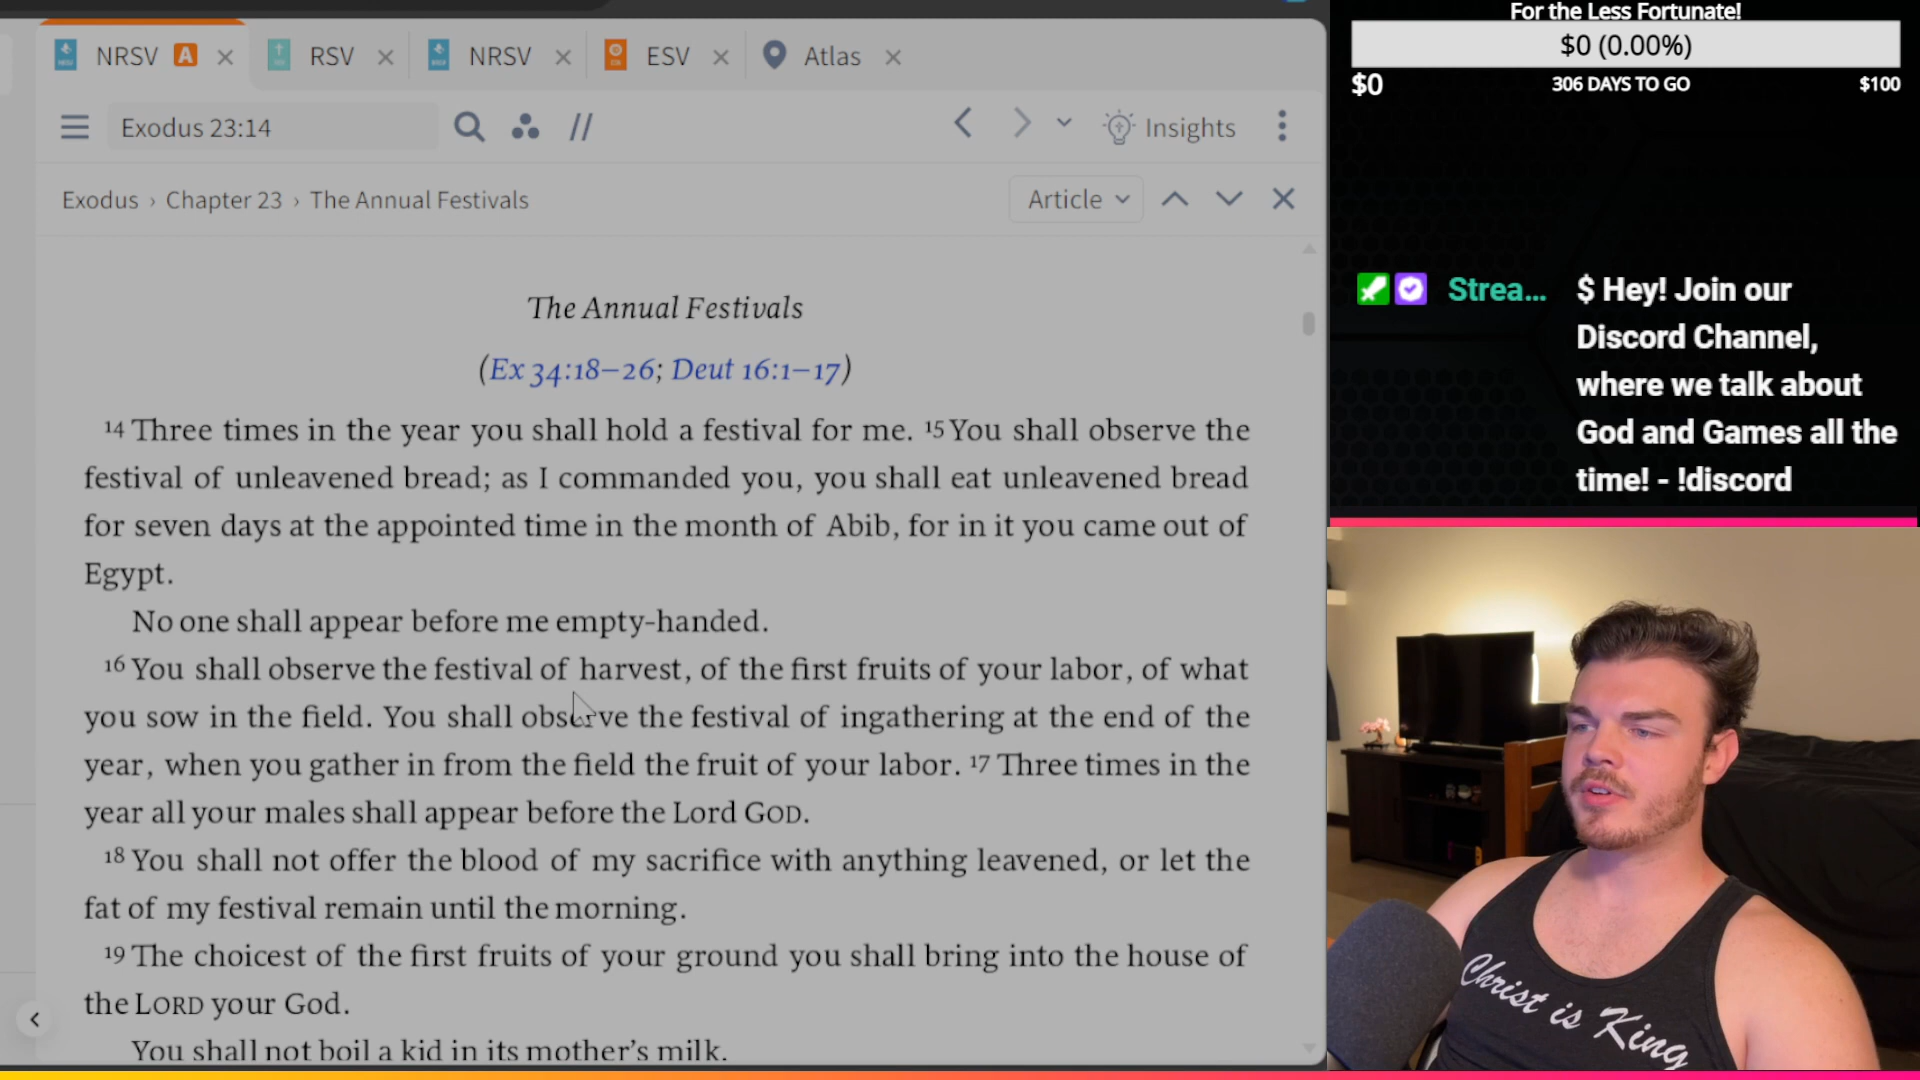 NRSV A
RSV
NRSV
ESV
Atlas
Exodus 23:14
Insights
Exodus › Chapter 23 › The Annual Festivals
Article
The Annual Festivals
(Ex 34:18–26; Deut 16:1–17)
14 Three times in the year you shall hold a festival for me. 15 You shall observe the
festival of unleavened bread; as I commanded you, you shall eat unleavened bread
for seven days at the appointed time in the month of Abib, for in it you came out of
Egypt.
No one shall appear before me empty-handed.
16 You shall observe the festival of harvest, of the first fruits of your labor, of what
you sow in the field. You shall observe the festival of ingathering at the end of the
year, when you gather in from the field the fruit of your labor. 17 Three times in the
year all your males shall appear before the Lord GOD.
18 You shall not offer the blood of my sacrifice with anything leavened, or let the
fat of my festival remain until the morning.
19 The choicest of the first fruits of your ground you shall bring into the house of
the LORD your God.
You shall not boil a kid in its mother's milk.
For the Less Fortunate!
$0 (0.00%)
$0 306 DAYS TO GO $100
Strea... $ Hey! Join our
Discord Channel,
where we talk about
God and Games all the
time! - !discord
Christ is King